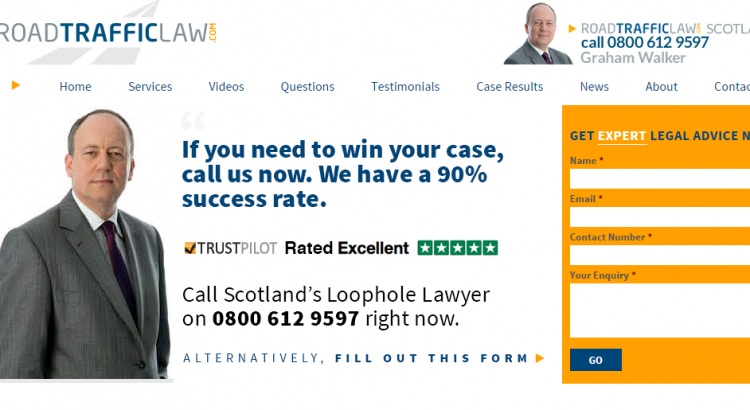 ROADTRAFFICLAW.COM
ROADTRAFFICLAW.COM SCOTLA
call 0800 612 9597
Graham Walker
Home Services Videos Questions Testimonials Case Results News About Contac
“
If you need to win your case,
call us now. We have a 90%
success rate.
TRUSTPILOT Rated Excellent
Call Scotland's Loophole Lawyer
on 0800 612 9597 right now.
ALTERNATIVELY, FILL OUT THIS FORM
GET EXPERT LEGAL ADVICE N
Name *
Email *
Contact Number *
Your Enquiry *
GO